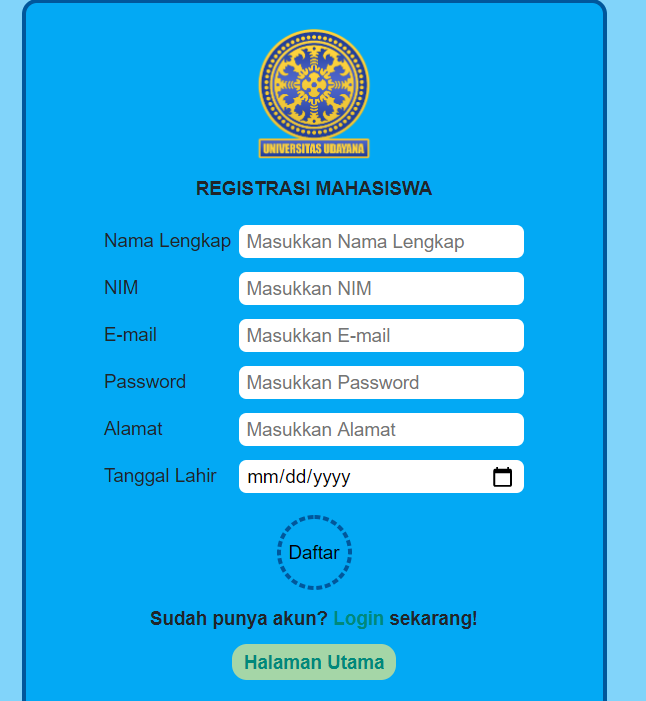 UNIVERSITAS UDAYANA
REGISTRASI MAHASISWA
Nama Lengkap Masukkan Nama Lengkap
NIM Masukkan NIM
E-mail Masukkan E-mail
Password Masukkan Password
Alamat Masukkan Alamat
Tanggal Lahir mm/dd/yyyy
Daftar
Sudah punya akun? Login sekarang!
Halaman Utama